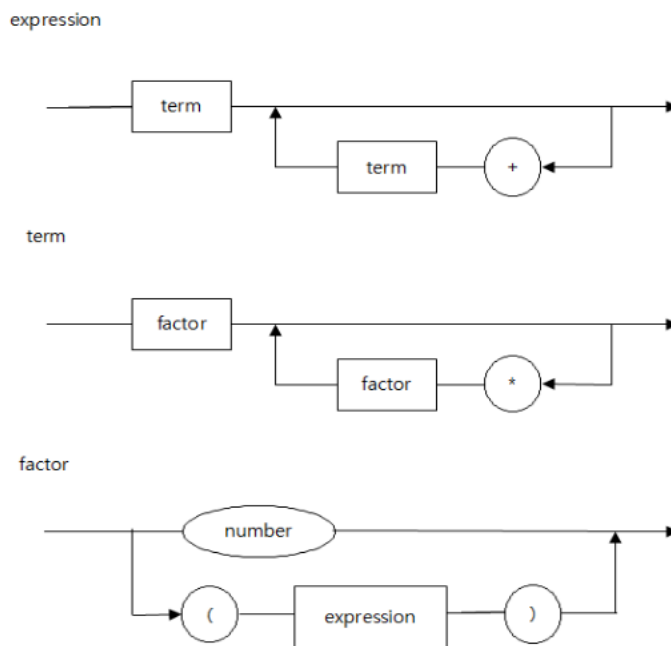 expression
term
term +
term
factor
factor *
factor
number
( expression )